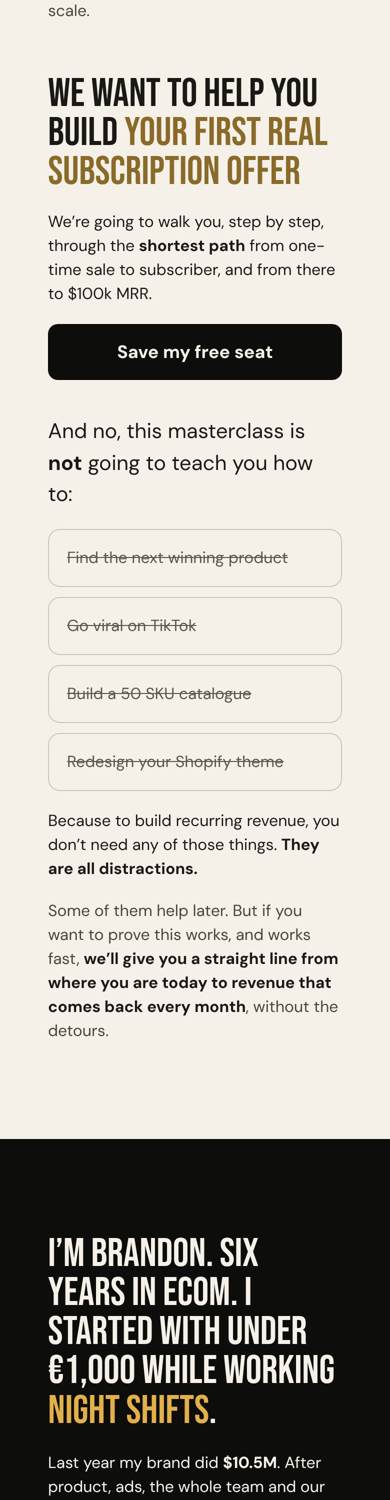 scale.
WE WANT TO HELP YOU
BUILD YOUR FIRST REAL
SUBSCRIPTION OFFER
We’re going to walk you, step by step,
through the shortest path from one-
time sale to subscriber, and from there
to $100k MRR.
Save my free seat
And no, this masterclass is
not going to teach you how
to:
Find the next winning product
Go viral on TikTok
Build a 50 SKU catalogue
Redesign your Shopify theme
Because to build recurring revenue, you
don’t need any of those things. They
are all distractions.
Some of them help later. But if you
want to prove this works, and works
fast, we’ll give you a straight line from
where you are today to revenue that
comes back every month, without the
detours.
I’M BRANDON. SIX
YEARS IN ECOM. I
STARTED WITH UNDER
€1,000 WHILE WORKING
NIGHT SHIFTS.
Last year my brand did $10.5M. After
product, ads, the whole team and our